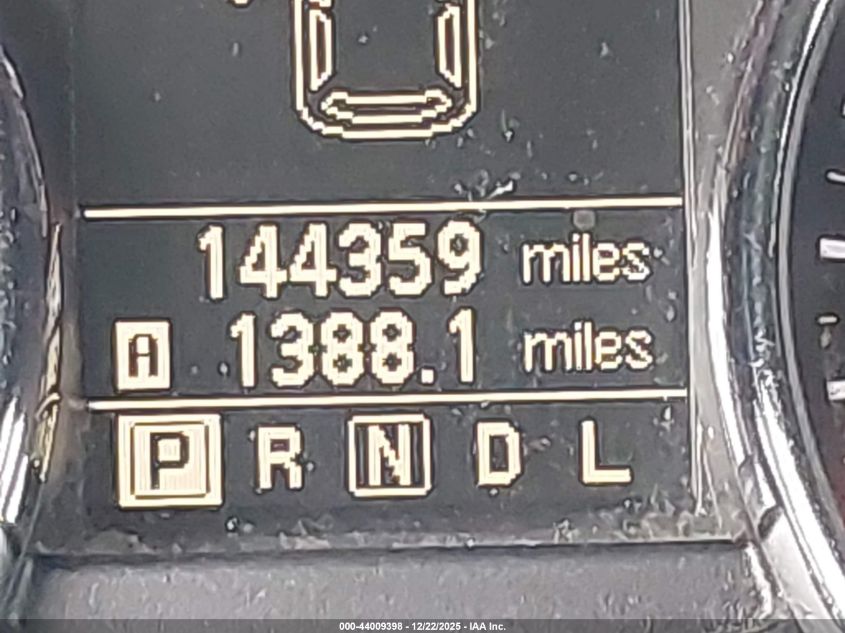 144359 miles
A 1388.1 miles
P R N D L
000-44009398 - 12/22/2025 - IAA Inc.